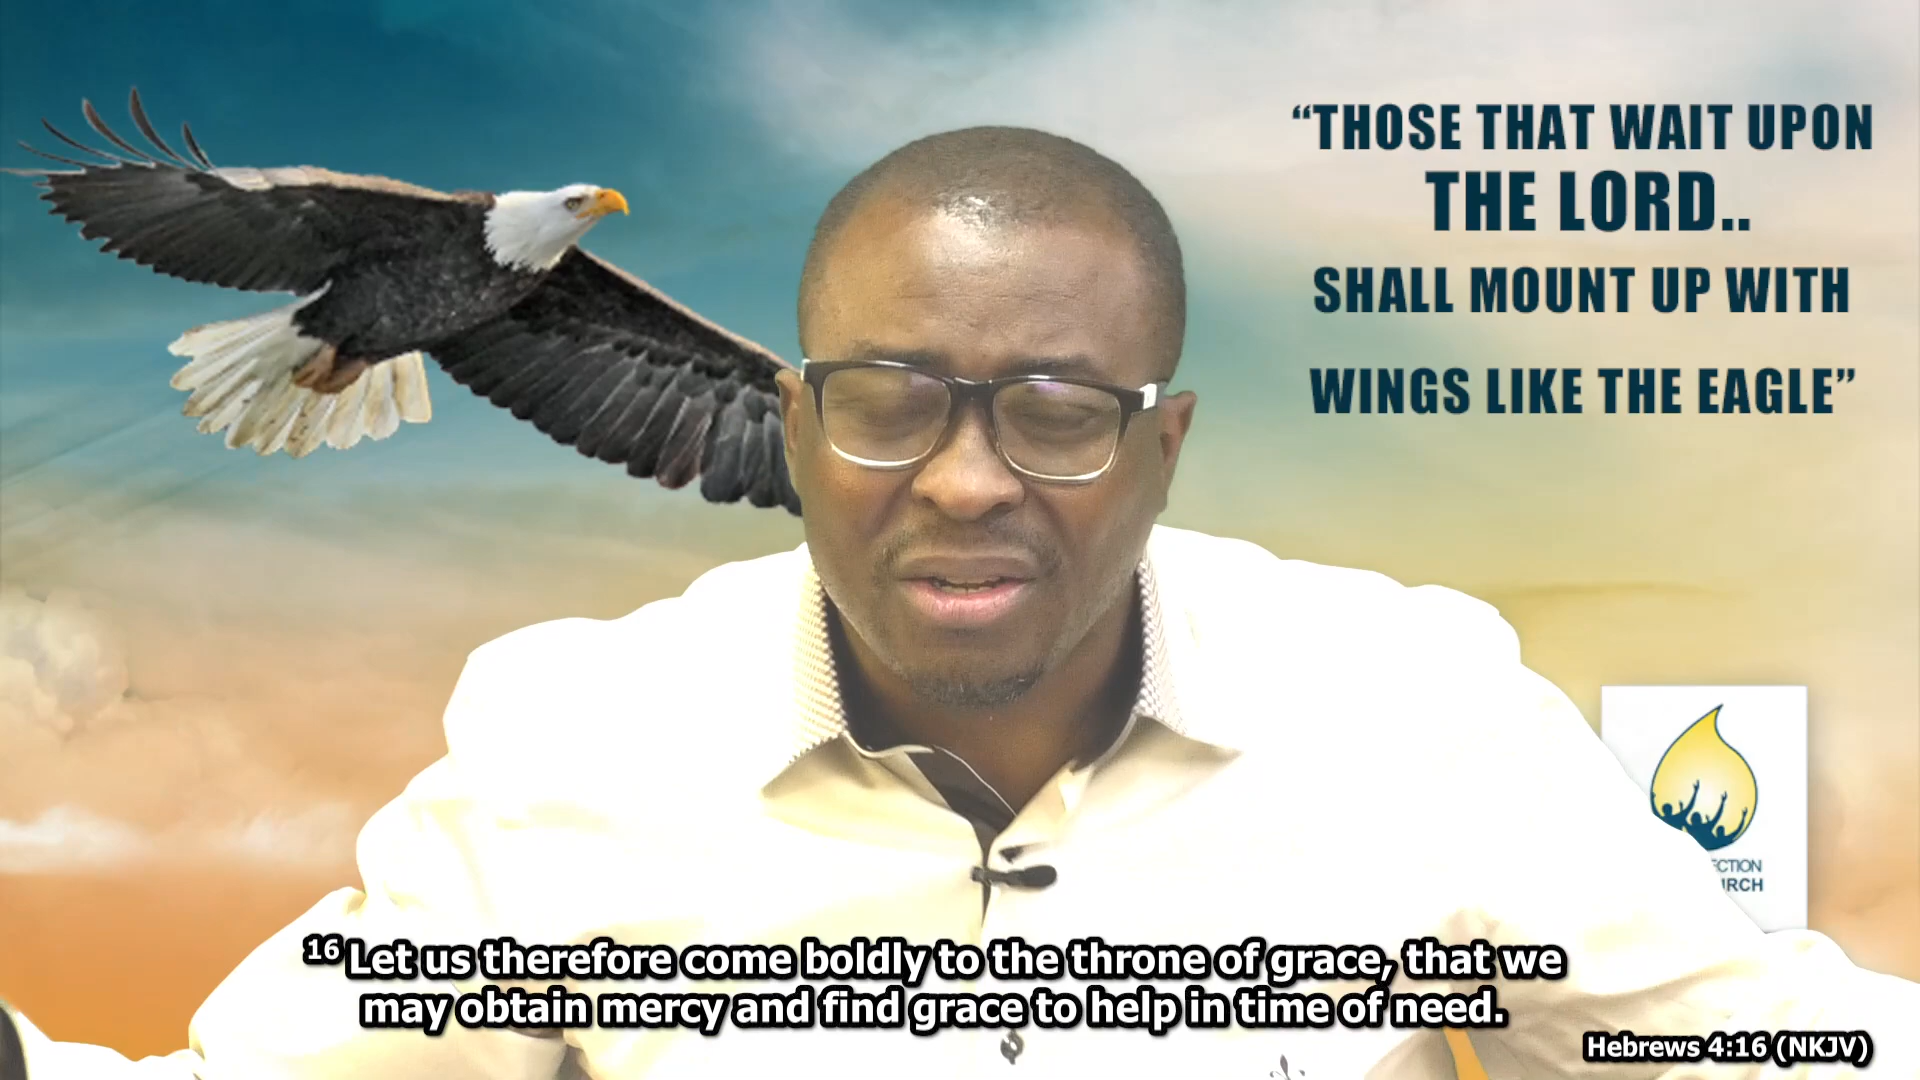 “THOSE THAT WAIT UPON
THE LORD..
SHALL MOUNT UP WITH
WINGS LIKE THE EAGLE”
16 Let us therefore come boldly to the throne of grace, that we
may obtain mercy and find grace to help in time of need.
Hebrews 4:16 (NKJV)